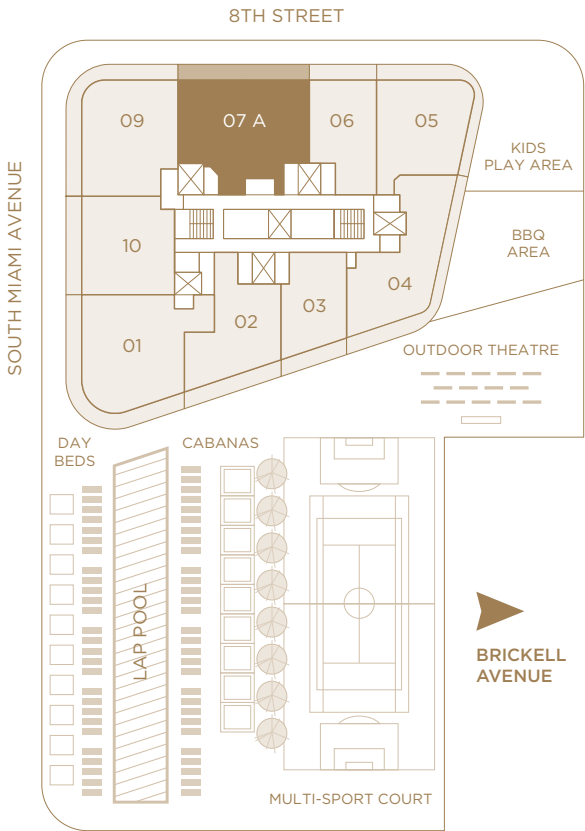 8TH STREET
SOUTH MIAMI AVENUE
09
07 A
06
05
KIDS
PLAY AREA
10
BBQ
AREA
04
03
02
01
OUTDOOR THEATRE
DAY
BEDS
CABANAS
LAP POOL
BRICKELL
AVENUE
MULTI-SPORT COURT